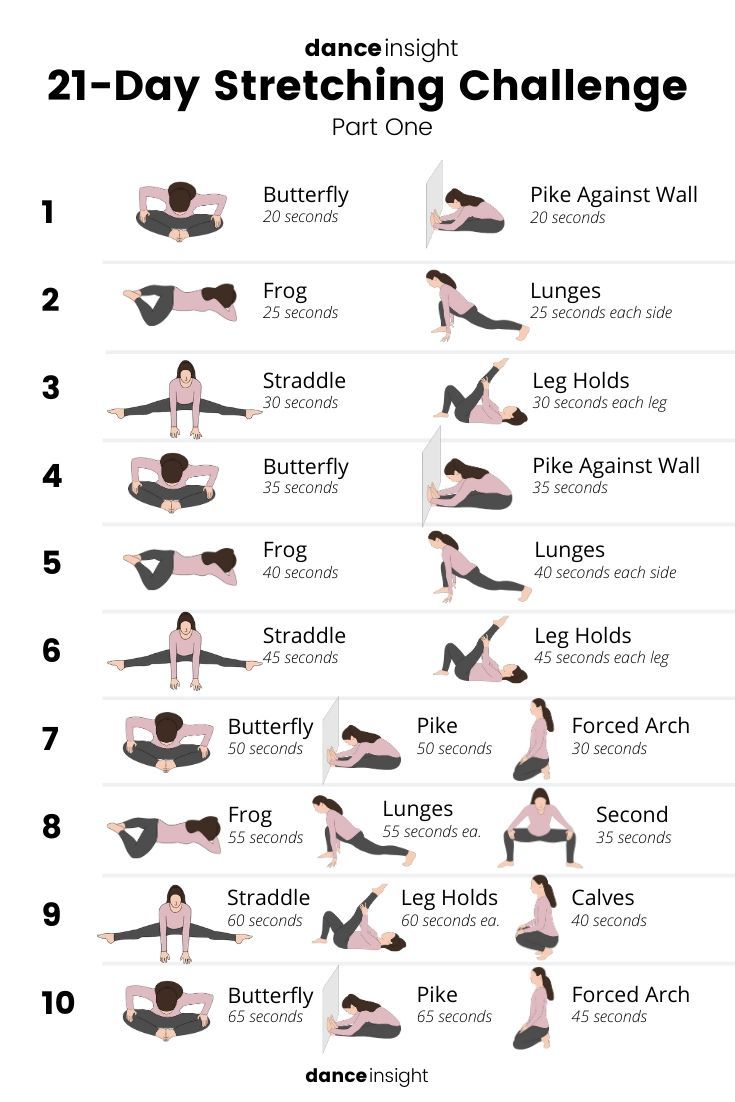 danceinsight
21-Day Stretching Challenge
Part One
1
Butterfly
20 seconds
Pike Against Wall
20 seconds
2
Frog
25 seconds
Lunges
25 seconds each side
3
Straddle
30 seconds
Leg Holds
30 seconds each leg
4
Butterfly
35 seconds
Pike Against Wall
35 seconds
5
Frog
40 seconds
Lunges
40 seconds each side
6
Straddle
45 seconds
Leg Holds
45 seconds each leg
7
Butterfly
50 seconds
Pike
50 seconds
Forced Arch
30 seconds
8
Frog
55 seconds
Lunges
55 seconds ea.
Second
35 seconds
9
Straddle
60 seconds
Leg Holds
60 seconds ea.
Calves
40 seconds
10
Butterfly
65 seconds
Pike
65 seconds
Forced Arch
45 seconds
danceinsight